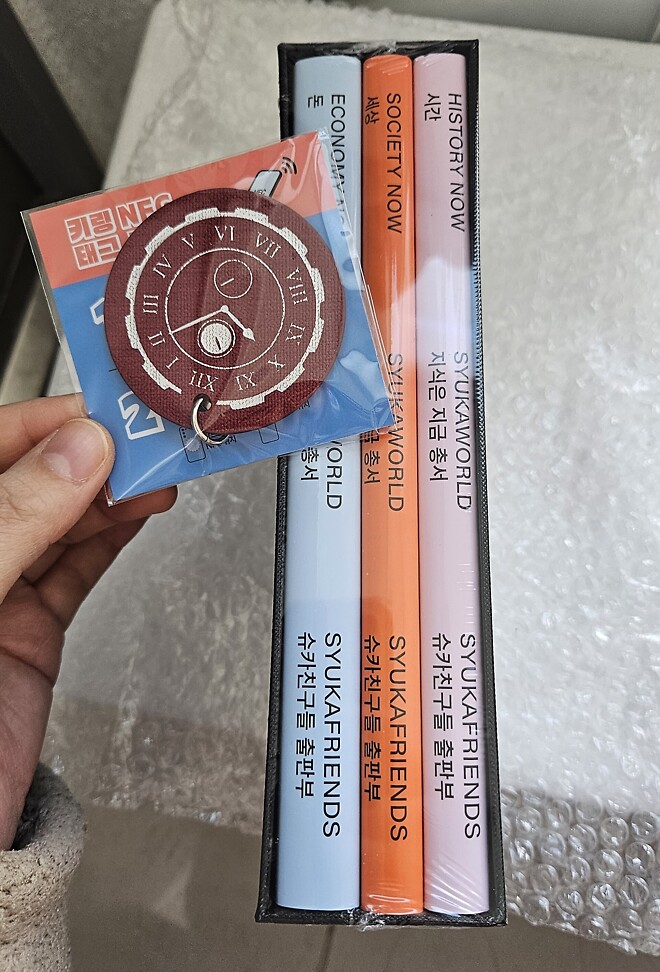 키링 NFC
태그
2
VI
VII
VIII
IX
X
XI
XII
I
II
III
IV
V
ECONOMY
돈
WORLD
총서
SYUKAFRIENDS
슈카친구들 출판부
SOCIETY NOW
세상
SYUKAWORLD
지금 총서
SYUKAFRIENDS
슈카친구들 출판부
HISTORY NOW
시간
SYUKAWORLD
지식은 지금 총서
SYUKAFRIENDS
슈카친구들 출판부